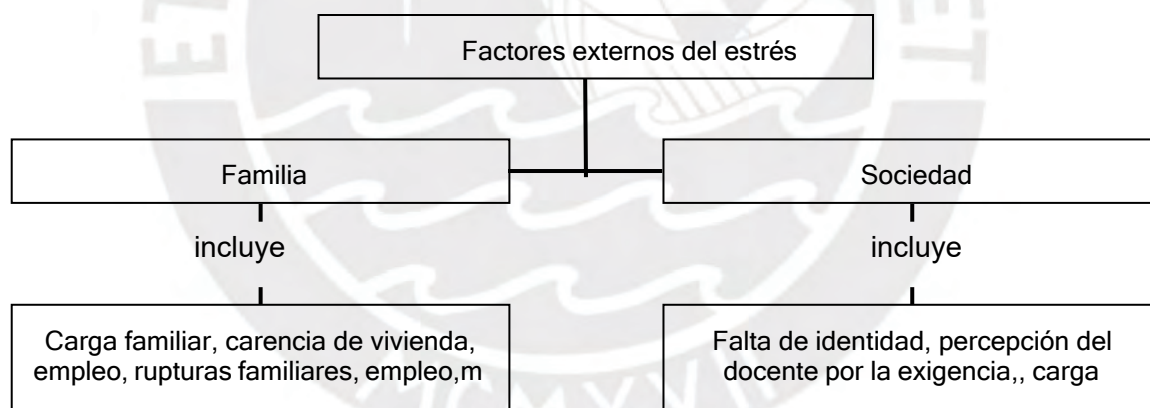 Factores externos del estrés
Familia
Sociedad
incluye
incluye
Carga familiar, carencia de vivienda,
empleo, rupturas familiares, empleo,m
Falta de identidad, percepción del
docente por la exigencia,, carga
MCMXVII